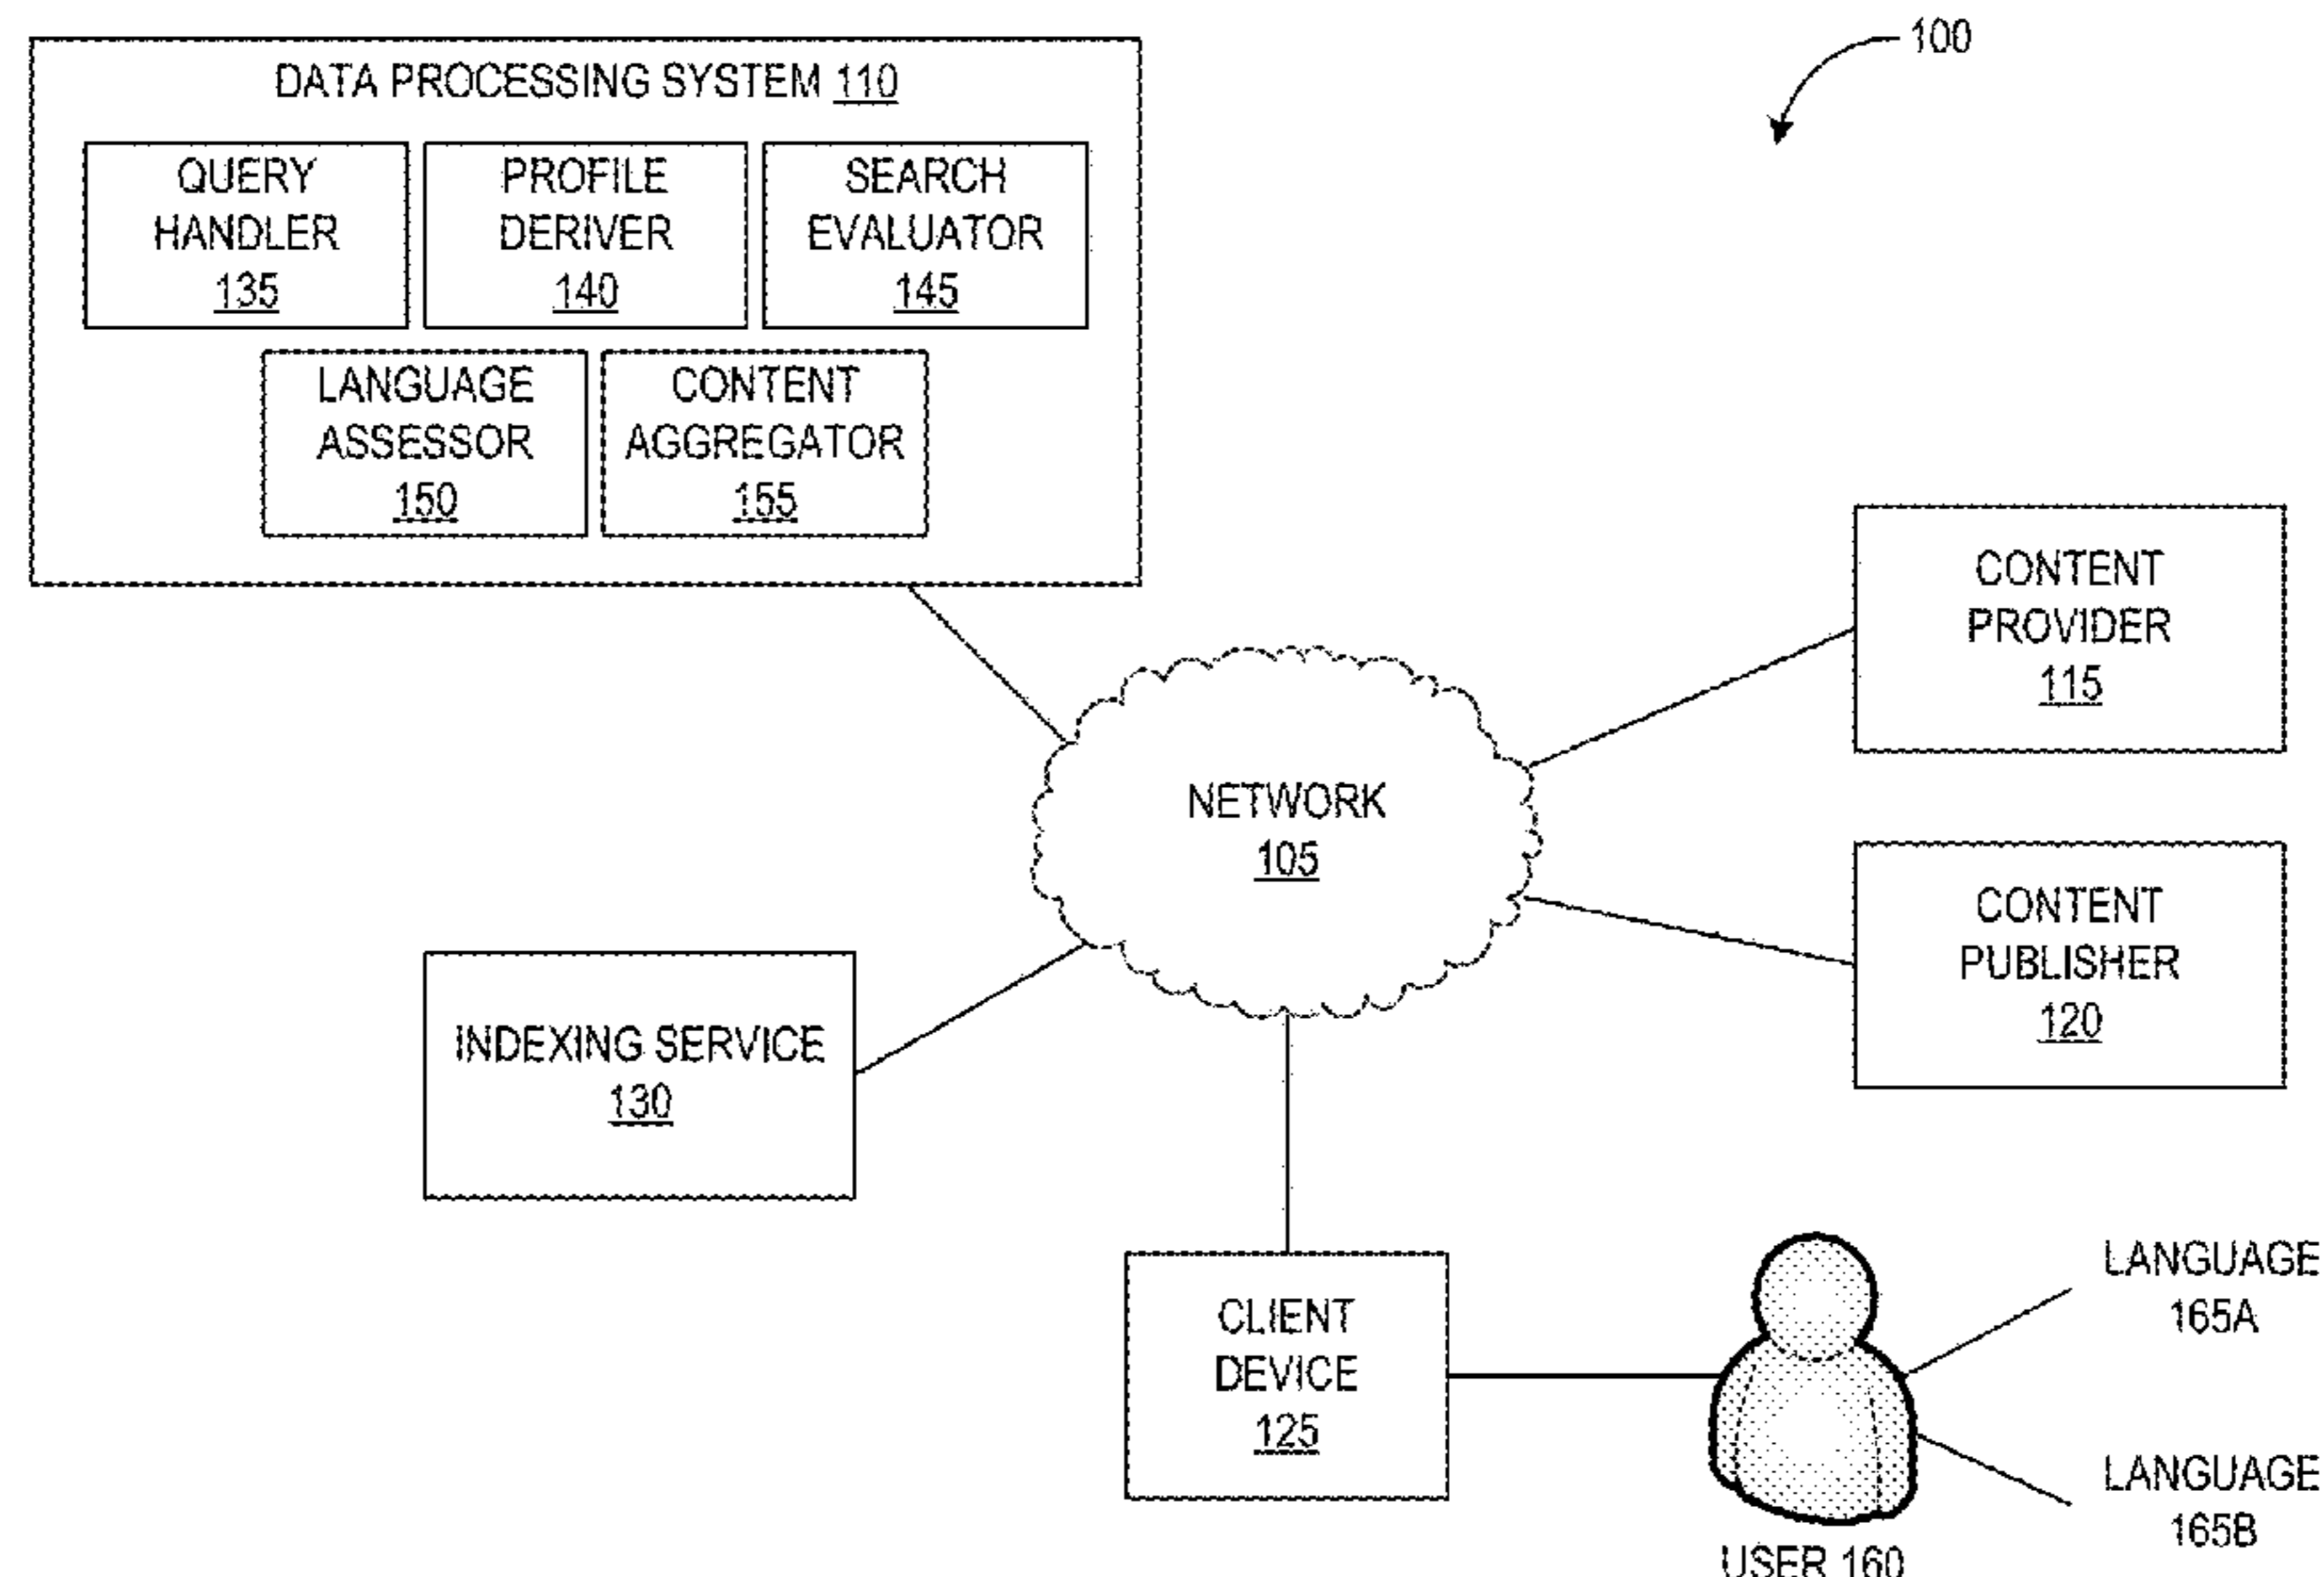 100
DATA PROCESSING SYSTEM 110
QUERY
HANDLER
135
PROFILE
DERIVER
140
SEARCH
EVALUATOR
145
LANGUAGE
ASSESSOR
150
CONTENT
AGGREGATOR
155
CONTENT
PROVIDER
115
NETWORK
105
CONTENT
PUBLISHER
120
INDEXING SERVICE
130
CLIENT
DEVICE
125
LANGUAGE
165A
LANGUAGE
165B
USER 160